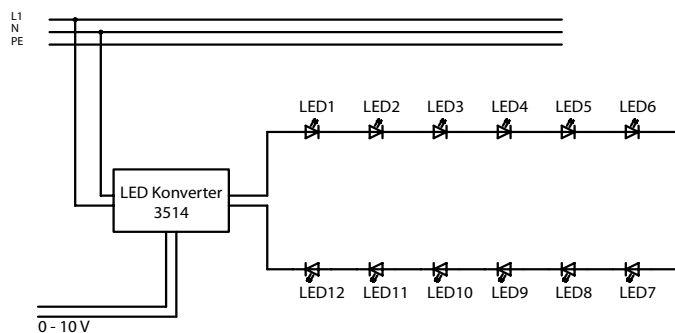 L1
N
PE
LED1 LED2 LED3 LED4 LED5 LED6
LED Konverter
3514
LED12 LED11 LED10 LED9 LED8 LED7
0 - 10 V